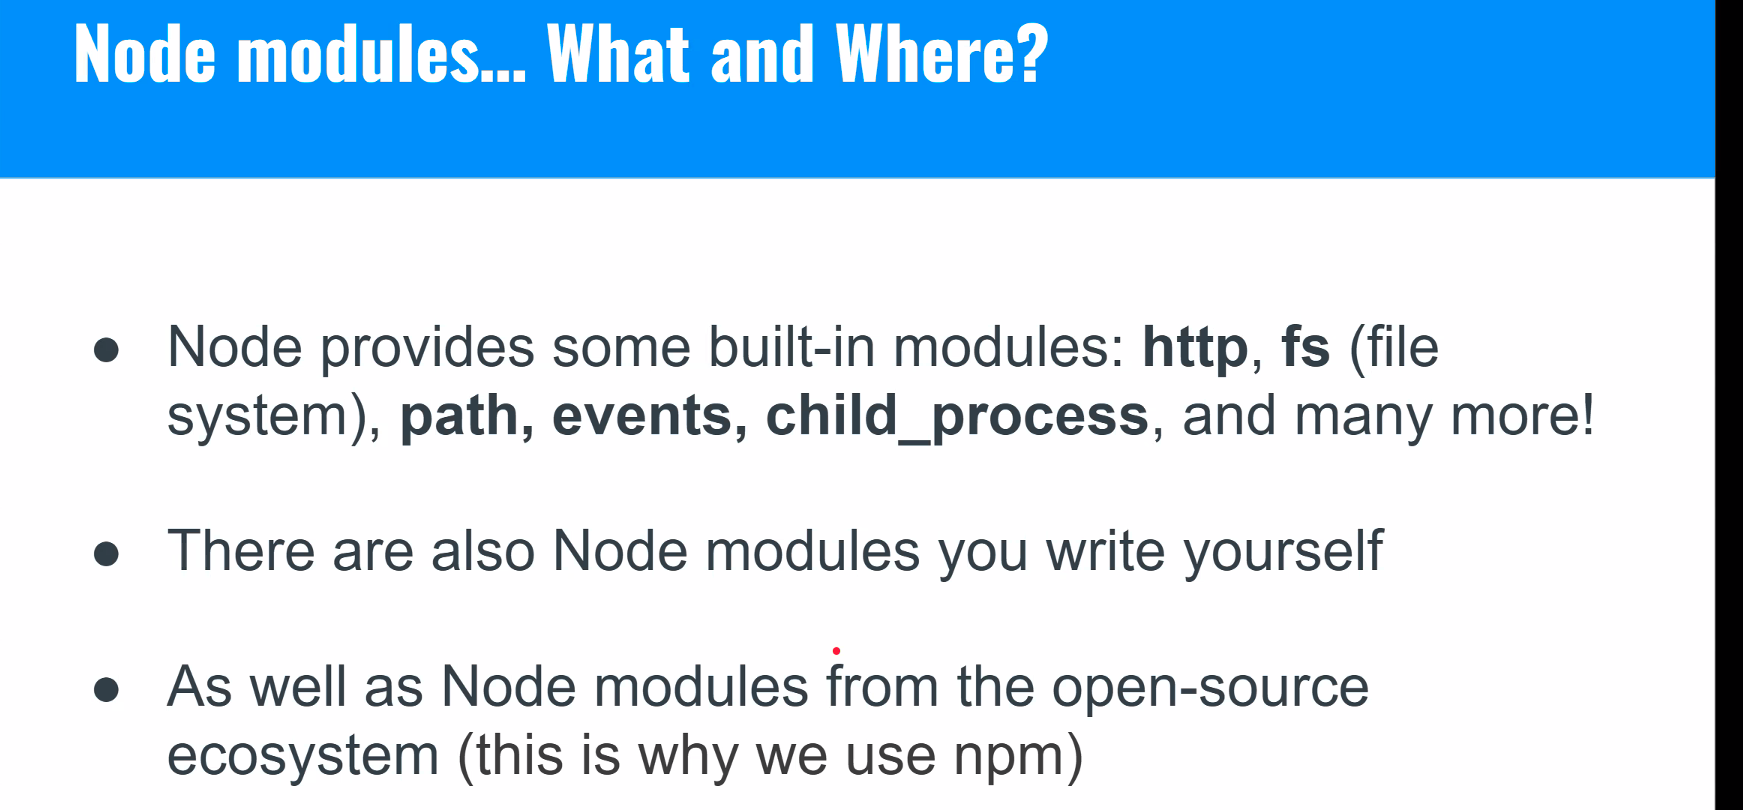 Node modules... What and Where?
● Node provides some built-in modules: http, fs (file
system), path, events, child_process, and many more!
● There are also Node modules you write yourself
● As well as Node modules from the open-source
ecosystem (this is why we use npm)